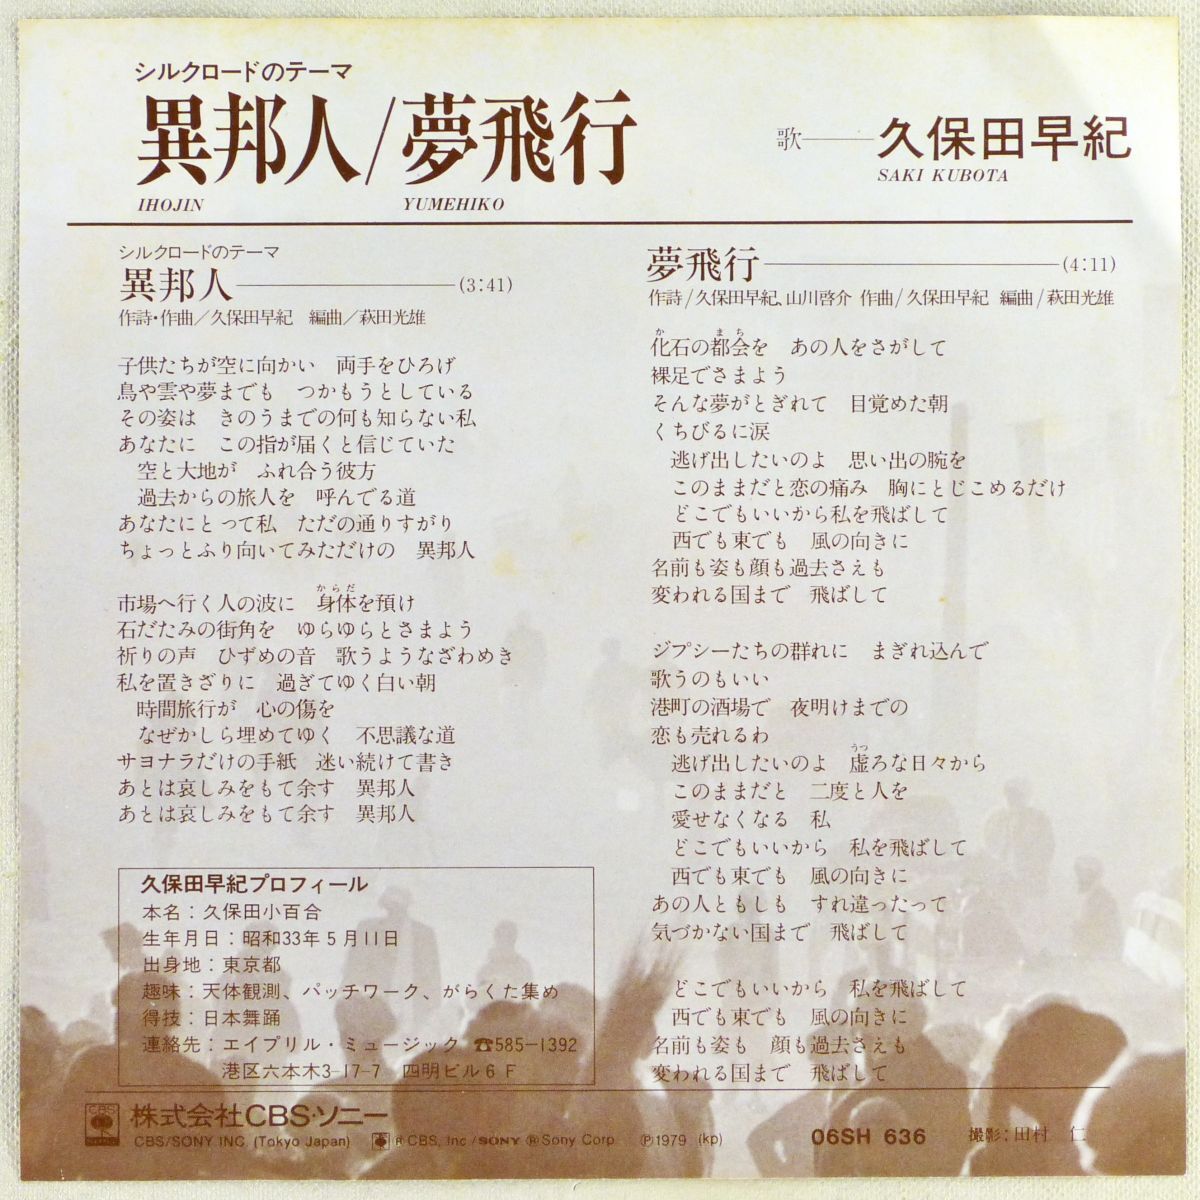 シルクロードのテーマ
異邦人/夢飛行
IHOJIN YUMEHIKO
歌――久保田早紀
SAKI KUBOTA
シルクロードのテーマ
異邦人――(3:41)
作詩・作曲/久保田早紀 編曲/萩田光雄
子供たちが空に向かい 両手をひろげ
鳥や雲や夢までも つかもうとしている
その姿は きのうまでの何も知らない私
あなたに この指が届くと信じていた
空と大地が ふれ合う彼方
過去からの旅人を 呼んでる道
あなたにとって私 ただの通りすがり
ちょっとふり向いてみただけの 異邦人
市場へ行く人の波に 身体を預け
からだ
石だたみの街角を ゆらゆらとさまよう
祈りの声 ひずめの音 歌うようなざわめき
私を置きざりに 過ぎてゆく白い朝
時間旅行が 心の傷を
なぜかしら埋めてゆく 不思議な道
サヨナラだけの手紙 迷い続けて書き
あとは哀しみをもて余す 異邦人
あとは哀しみをもて余す 異邦人
久保田早紀プロフィール
本名:久保田小百合
生年月日:昭和33年5月11日
出身地:東京都
趣味:天体観測、パッチワーク、がらくた集め
得技:日本舞踊
連絡先:エイプリル・ミュージック ☎585-1392
港区六本木3-17-7 四明ビル6F
夢飛行――(4:11)
作詩/久保田早紀、山川啓介 作曲/久保田早紀 編曲/萩田光雄
か まち
化石の都会を あの人をさがして
裸足でさまよう
そんな夢がとぎれて 目覚めた朝
くちびるに涙
逃げ出したいのよ 思い出の腕を
このままだと恋の痛み 胸にとじこめるだけ
どこでもいいから私を飛ばして
西でも東でも 風の向きに
名前も姿も顔も過去さえも
変われる国まで 飛ばして
ジプシーたちの群れに まぎれ込んで
歌うのもいい
港町の酒場で 夜明けまでの
恋も売れるわ
うつ
逃げ出したいのよ 虚ろな日々から
このままだと 二度と人を
愛せなくなる 私
どこでもいいから 私を飛ばして
西でも東でも 風の向きに
あの人ともしも すれ違ったって
気づかない国まで 飛ばして
どこでもいいから 私を飛ばして
西でも東でも 風の向きに
名前も姿も 顔も過去さえも
変われる国まで 飛ばして
CBS 株式会社CBS・ソニー
CBS/SONY INC. (Tokyo Japan) ® CBS, Inc./SONY ® Sony Corp. ℗1979 (kp) 06SH 636 撮影:田村 仁